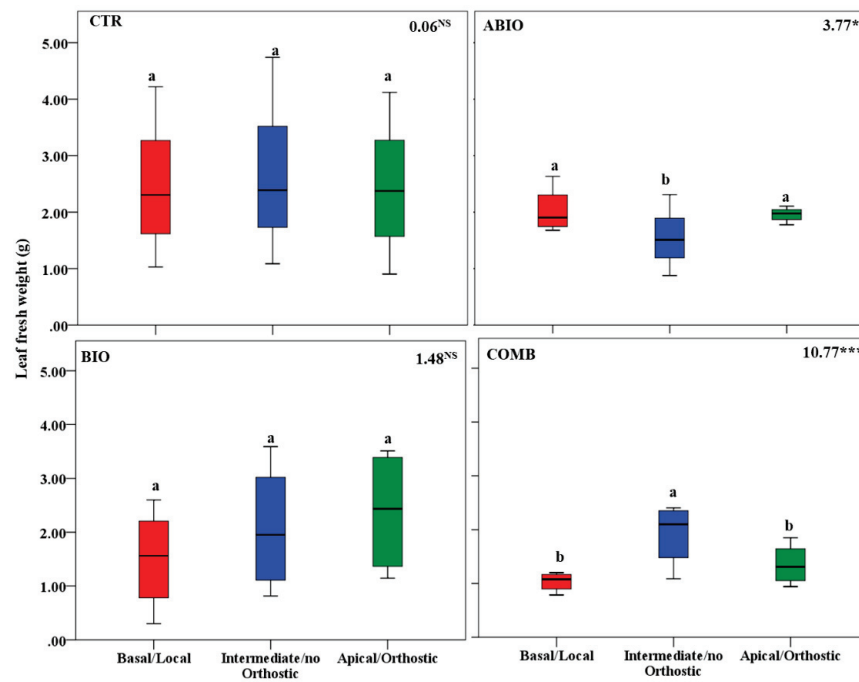 CTR
0.06NS
ABIO
3.77*
5.00
4.00
3.00
2.00
1.00
.00
a
a
a
a
b
a
Leaf fresh weight (g)
BIO
1.48NS
COMB
10.77***
5.00
4.00
3.00
2.00
1.00
.00
a
a
a
b
a
b
Basal/Local
Intermediate/no
Orthostic
Apical/Orthostic
Basal/Local
Intermediate/no
Orthostic
Apical/Orthostic